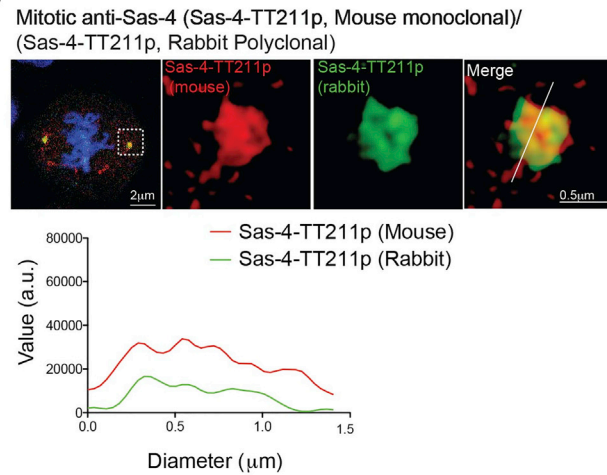 Mitotic anti-Sas-4 (Sas-4-TT211p, Mouse monoclonal)/
(Sas-4-TT211p, Rabbit Polyclonal)
Sas-4-TT211p
(mouse)
Sas-4-TT211p
(rabbit)
Merge
2μm
0.5μm
Sas-4-TT211p (Mouse)
Sas-4-TT211p (Rabbit)
Value (a.u.)
80000
60000
40000
20000
0
0.0 0.5 1.0 1.5
Diameter (μm)